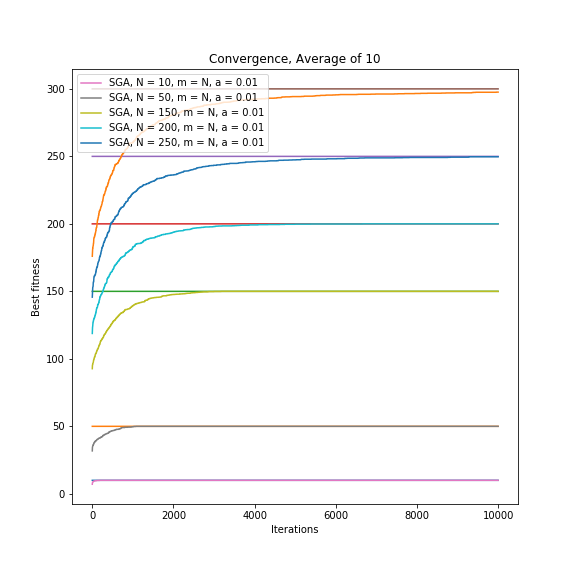 Convergence, Average of 10
SGA, N = 10, m = N, a = 0.01
SGA, N = 50, m = N, a = 0.01
SGA, N = 150, m = N, a = 0.01
SGA, N = 200, m = N, a = 0.01
SGA, N = 250, m = N, a = 0.01
300
250
200
150
100
50
0
Best fitness
0 2000 4000 6000 8000 10000
Iterations